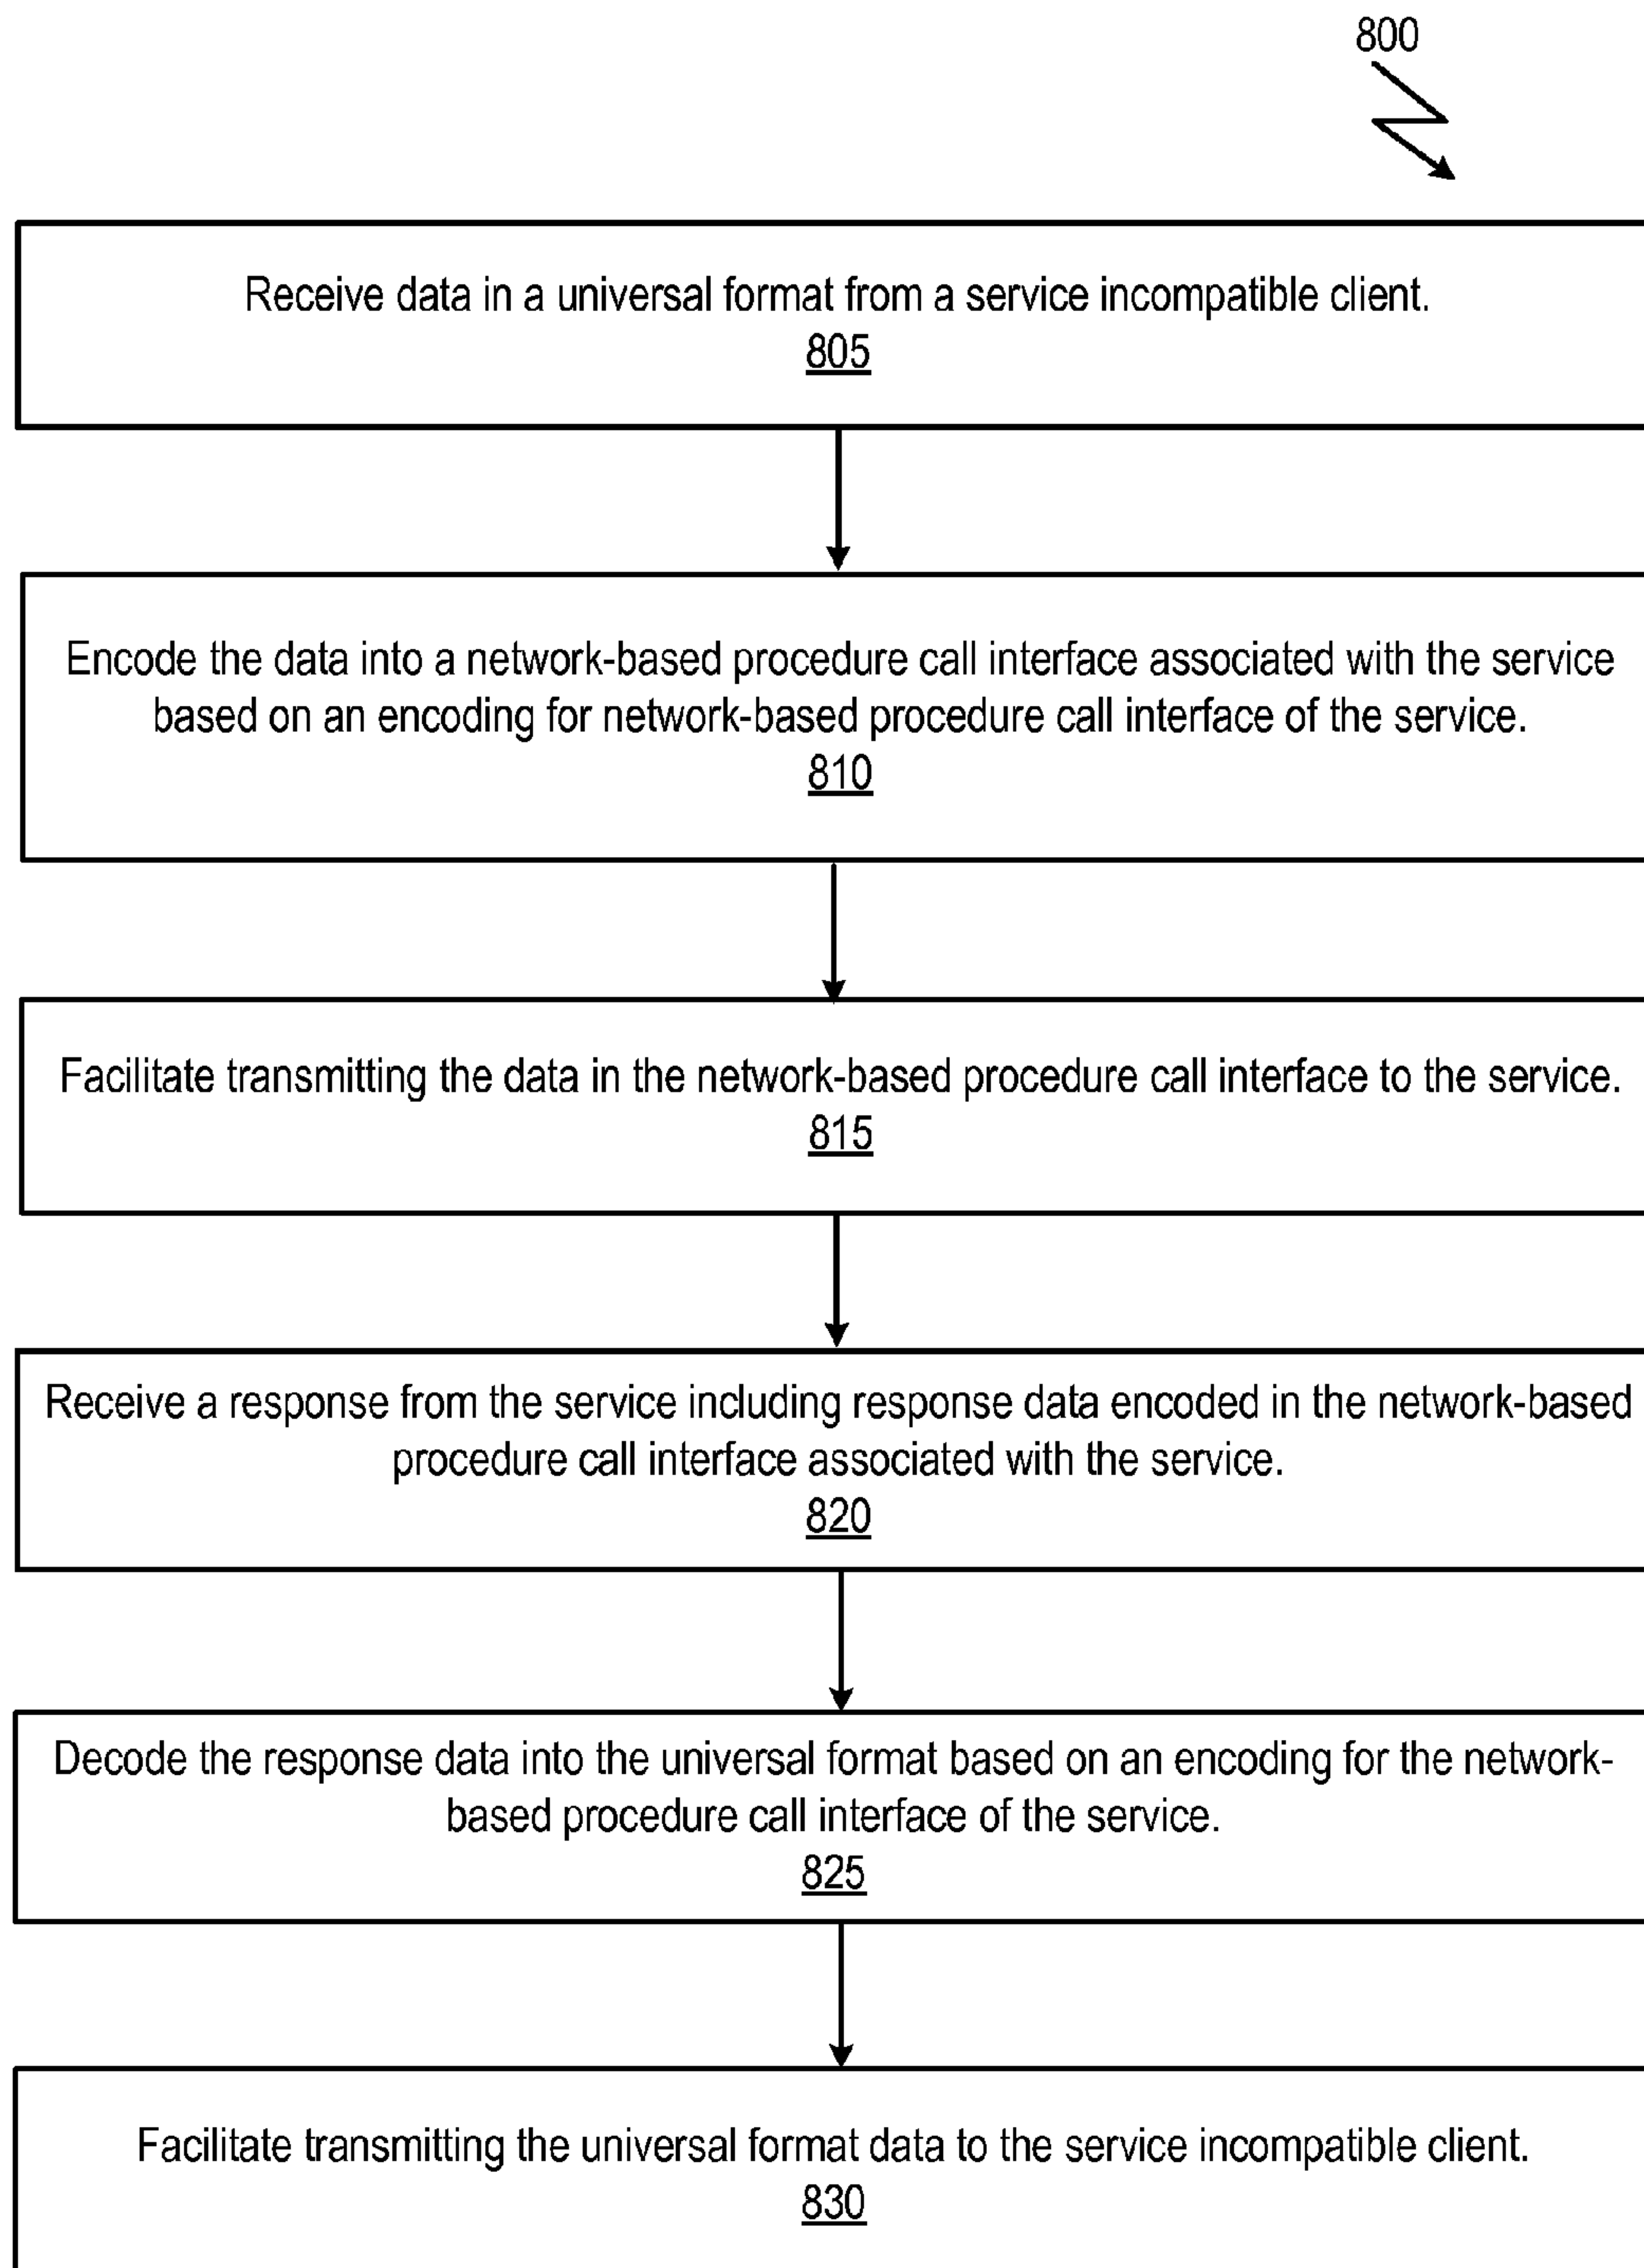 800
Receive data in a universal format from a service incompatible client.
805
Encode the data into a network-based procedure call interface associated with the service
based on an encoding for network-based procedure call interface of the service.
810
Facilitate transmitting the data in the network-based procedure call interface to the service.
815
Receive a response from the service including response data encoded in the network-based
procedure call interface associated with the service.
820
Decode the response data into the universal format based on an encoding for the network-
based procedure call interface of the service.
825
Facilitate transmitting the universal format data to the service incompatible client.
830